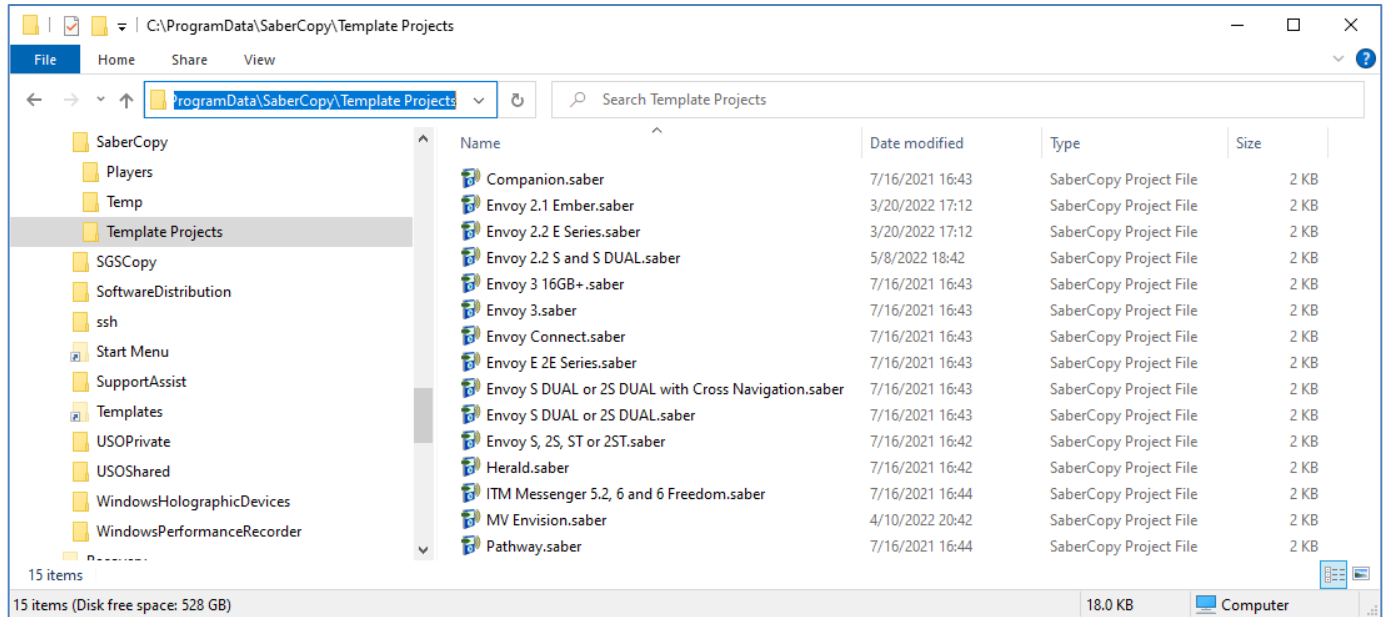 C:\ProgramData\SaberCopy\Template Projects
File Home Share View
ProgramData\SaberCopy\Template Projects Search Template Projects
SaberCopy
Players
Temp
Template Projects
SGSCopy
SoftwareDistribution
ssh
Start Menu
SupportAssist
Templates
USOPrivate
USOShared
WindowsHolographicDevices
WindowsPerformanceRecorder
Name Date modified Type Size
Companion.saber 7/16/2021 16:43 SaberCopy Project File 2 KB
Envoy 2.1 Ember.saber 3/20/2022 17:12 SaberCopy Project File 2 KB
Envoy 2.2 E Series.saber 3/20/2022 17:12 SaberCopy Project File 2 KB
Envoy 2.2 S and S DUAL.saber 5/8/2022 18:42 SaberCopy Project File 2 KB
Envoy 3 16GB+.saber 7/16/2021 16:43 SaberCopy Project File 2 KB
Envoy 3.saber 7/16/2021 16:43 SaberCopy Project File 2 KB
Envoy Connect.saber 7/16/2021 16:43 SaberCopy Project File 2 KB
Envoy E 2E Series.saber 7/16/2021 16:43 SaberCopy Project File 2 KB
Envoy S DUAL or 2S DUAL with Cross Navigation.saber 7/16/2021 16:43 SaberCopy Project File 2 KB
Envoy S DUAL or 2S DUAL.saber 7/16/2021 16:43 SaberCopy Project File 2 KB
Envoy S, 2S, ST or 2ST.saber 7/16/2021 16:42 SaberCopy Project File 2 KB
Herald.saber 7/16/2021 16:42 SaberCopy Project File 2 KB
ITM Messenger 5.2, 6 and 6 Freedom.saber 7/16/2021 16:44 SaberCopy Project File 2 KB
MV Envision.saber 4/10/2022 20:42 SaberCopy Project File 2 KB
Pathway.saber 7/16/2021 16:44 SaberCopy Project File 2 KB
15 items
15 items (Disk free space: 528 GB) 18.0 KB Computer